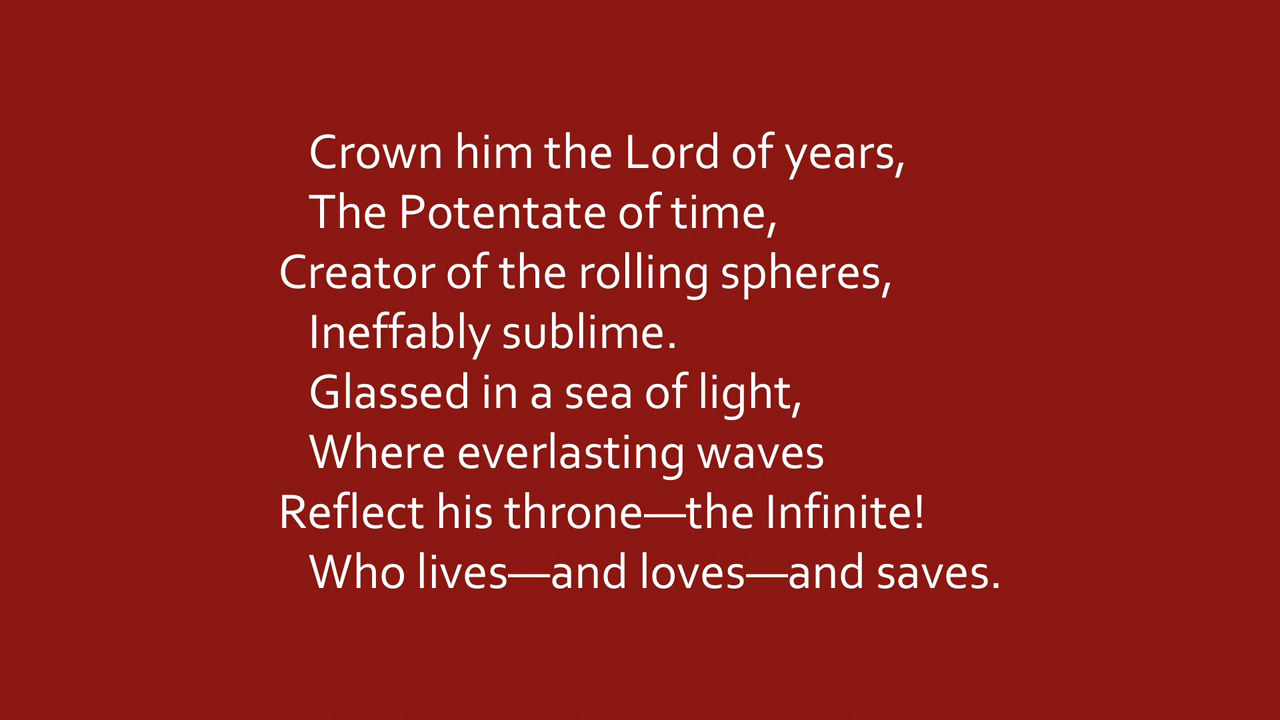 Crown him the Lord of years,
The Potentate of time,
Creator of the rolling spheres,
Ineffably sublime.
Glassed in a sea of light,
Where everlasting waves
Reflect his throne—the Infinite!
Who lives—and loves—and saves.